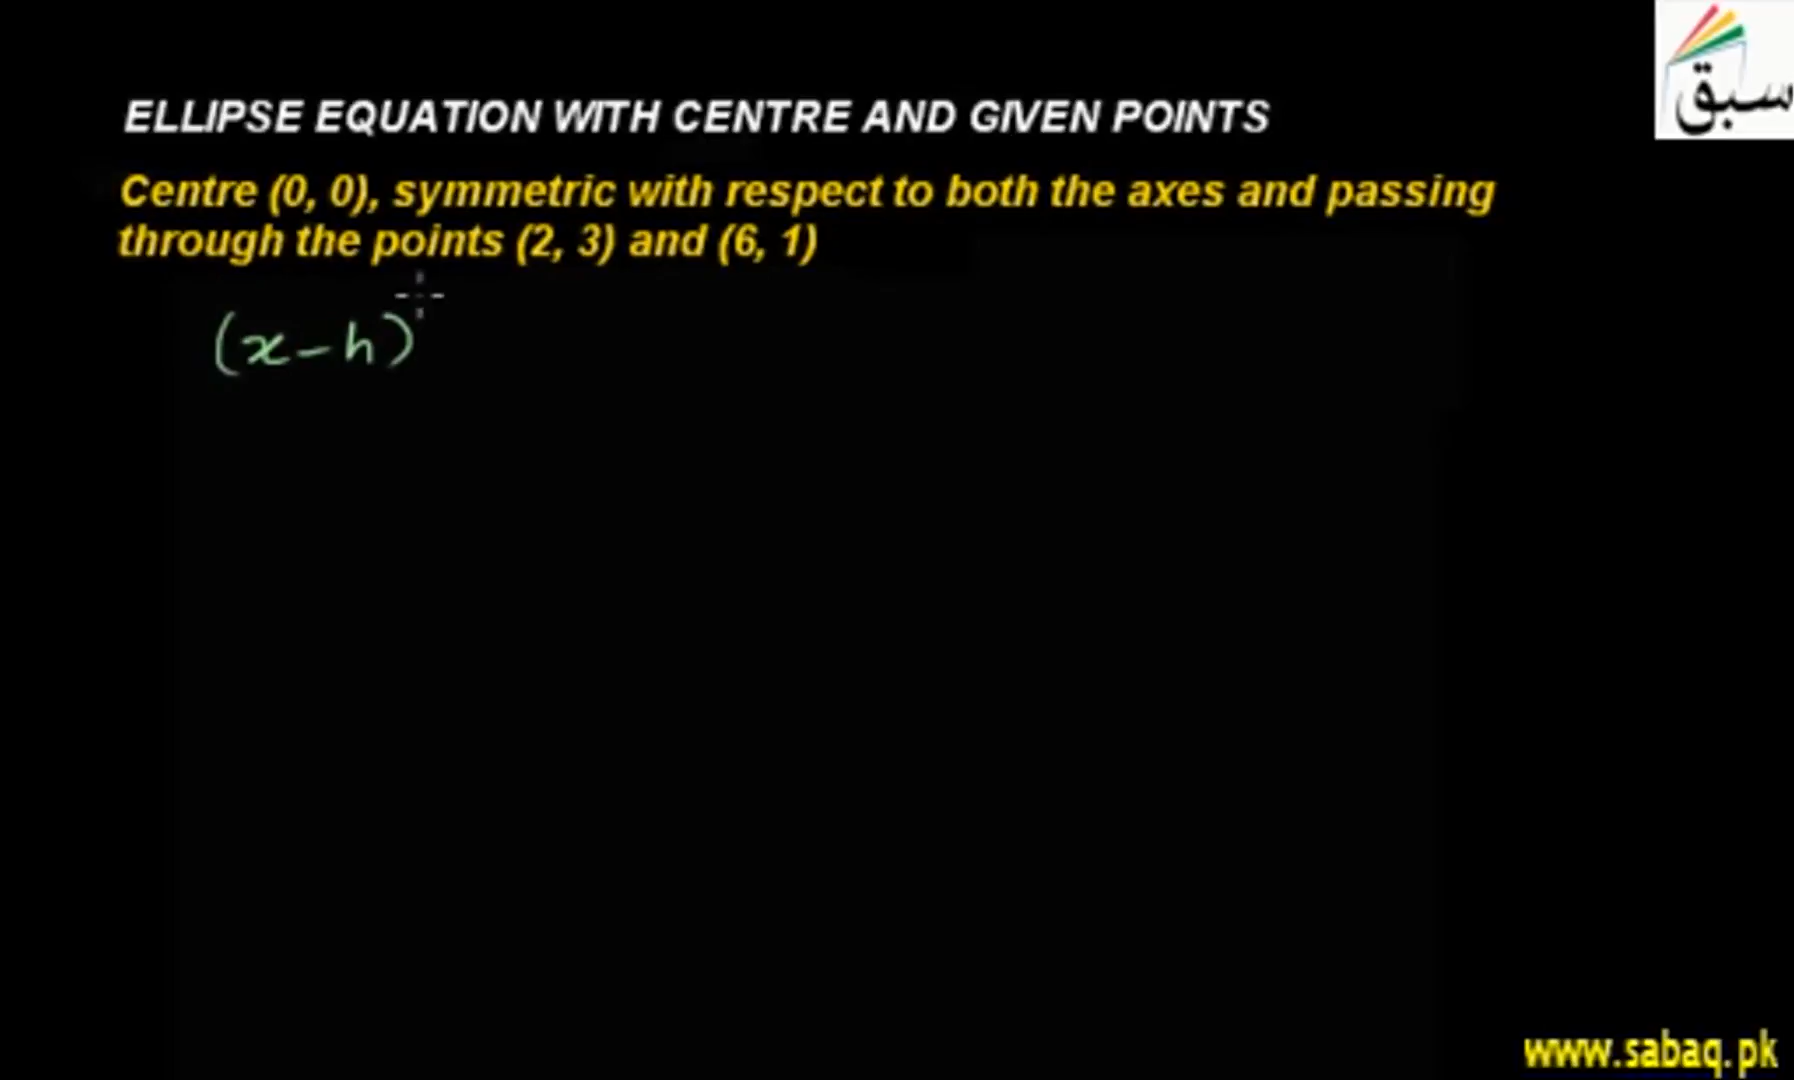 سبق
ELLIPSE EQUATION WITH CENTRE AND GIVEN POINTS
Centre (0, 0), symmetric with respect to both the axes and passing
through the points (2, 3) and (6, 1)
(x-h)
www.sabaq.pk